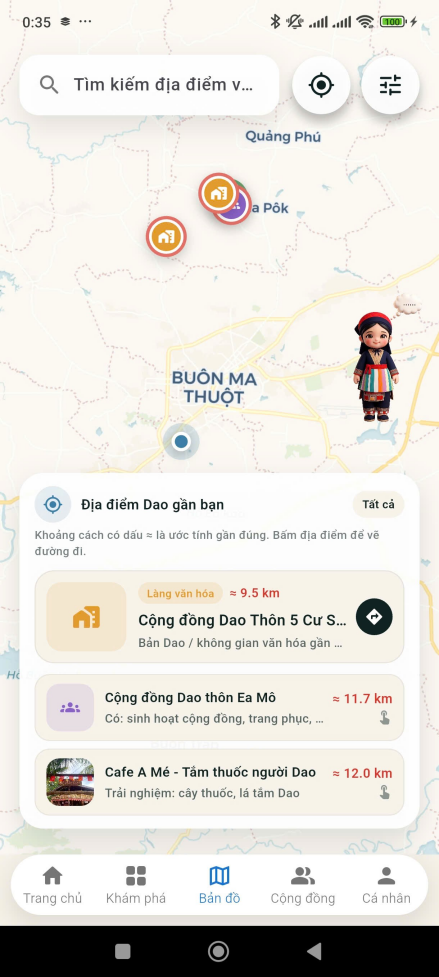 0:35
100
Tìm kiếm địa điểm v...
Quảng Phú
a Pôk
BUÔN MA
THUỘT
Địa điểm Dao gần bạn
Tất cả
Khoảng cách có dấu ≈ là ước tính gần đúng. Bấm địa điểm để vẽ
đường đi.
Làng văn hóa
≈ 9.5 km
Cộng đồng Dao Thôn 5 Cư S...
Bản Dao / không gian văn hóa gần ...
Cộng đồng Dao thôn Ea Mô
≈ 11.7 km
Có: sinh hoạt cộng đồng, trang phục, ...
Cafe A Mé - Tắm thuốc người Dao
≈ 12.0 km
Trải nghiệm: cây thuốc, lá tắm Dao
Trang chủ
Khám phá
Bản đồ
Cộng đồng
Cá nhân